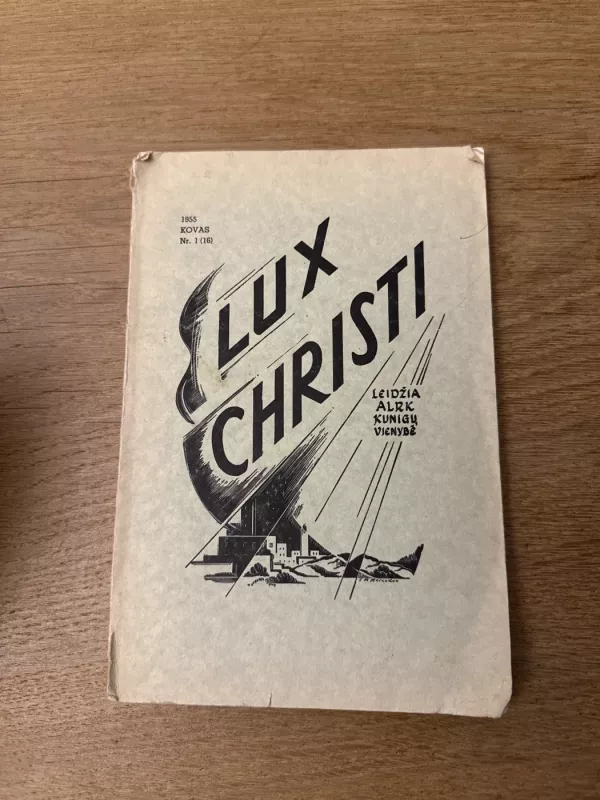 1955
KOVAS
Nr. 1 (16)
LUX
CHRISTI
LEIDŽIA
ALRK
KUNIGŲ
VIENYBĖ